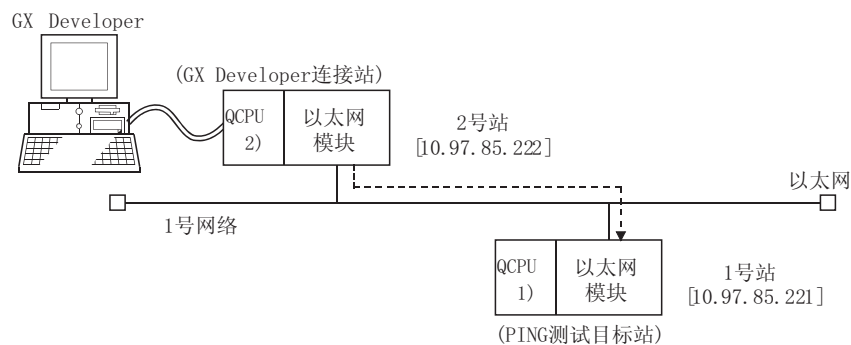 GX Developer
(GX Developer连接站)
QCPU
2)
以太网
模块
2号站
[10.97.85.222]
以太网
1号网络
QCPU
1)
以太网
模块
1号站
[10.97.85.221]
(PING测试目标站)